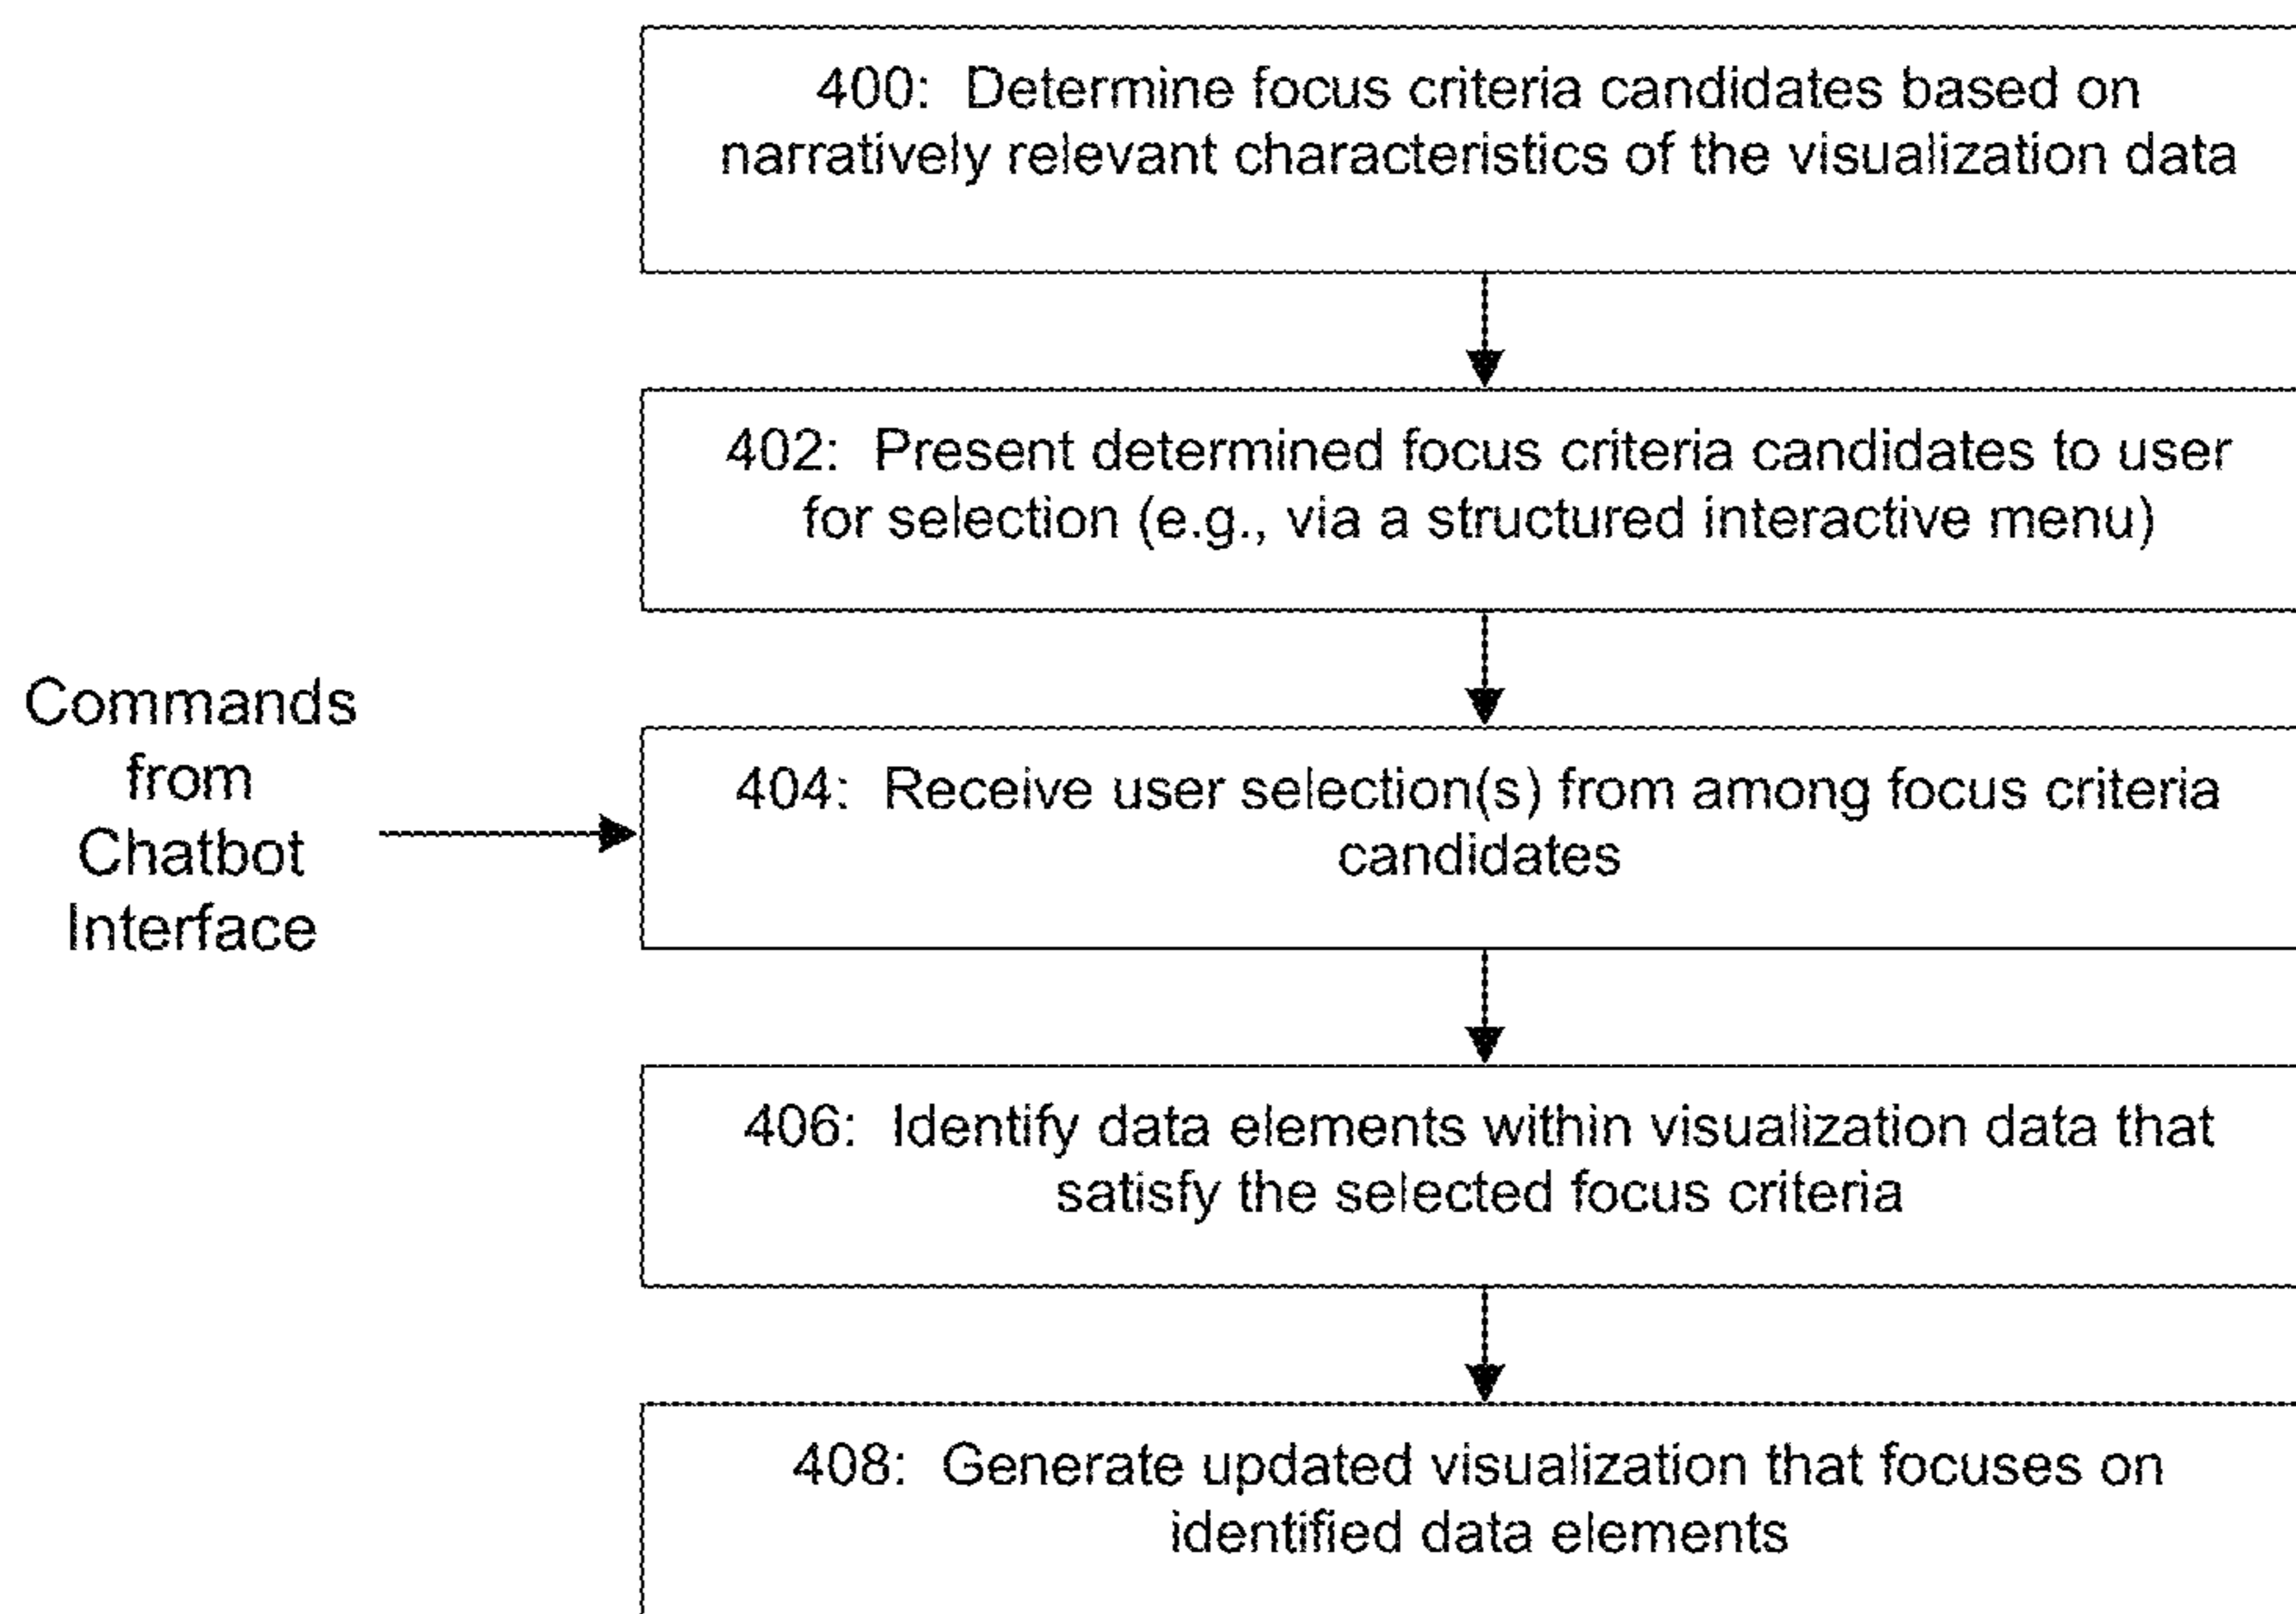 400: Determine focus criteria candidates based on
narratively relevant characteristics of the visualization data
402: Present determined focus criteria candidates to user
for selection (e.g., via a structured interactive menu)
Commands
from
Chatbot
Interface
404: Receive user selection(s) from among focus criteria
candidates
406: Identify data elements within visualization data that
satisfy the selected focus criteria
408: Generate updated visualization that focuses on
identified data elements